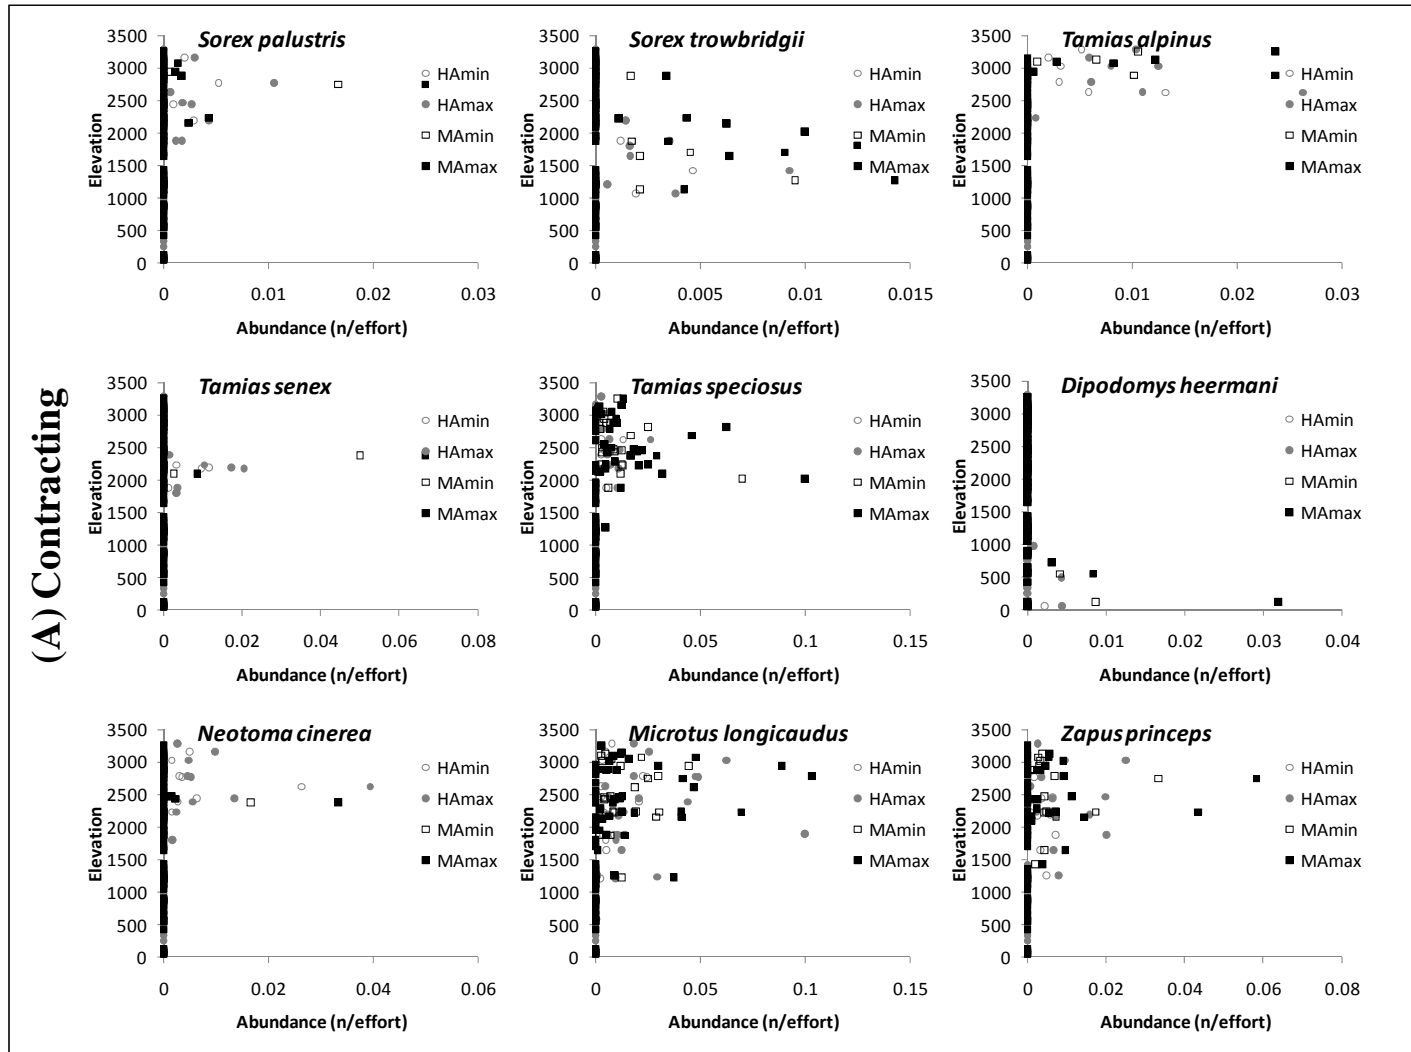 (A) Contracting
Sorex palustris
3500
3000
2500
2000
1500
1000
500
0
Elevation
HAmin
HAmax
MAmin
MAmax
0 0.01 0.02 0.03
Abundance (n/effort)
Sorex trowbridgii
3500
3000
2500
2000
1500
1000
500
0
Elevation
HAmin
HAmax
MAmin
MAmax
0 0.005 0.01 0.015
Abundance (n/effort)
Tamias alpinus
3500
3000
2500
2000
1500
1000
500
0
Elevation
HAmin
HAmax
MAmin
MAmax
0 0.01 0.02 0.03
Abundance (n/effort)
Tamias senex
3500
3000
2500
2000
1500
1000
500
0
Elevation
HAmin
HAmax
MAmin
MAmax
0 0.02 0.04 0.06 0.08
Abundance (n/effort)
Tamias speciosus
3500
3000
2500
2000
1500
1000
500
0
Elevation
HAmin
HAmax
MAmin
MAmax
0 0.05 0.1 0.15
Abundance (n/effort)
Dipodomys heermani
3500
3000
2500
2000
1500
1000
500
0
Elevation
HAmin
HAmax
MAmin
MAmax
0 0.01 0.02 0.03 0.04
Abundance (n/effort)
Neotoma cinerea
3500
3000
2500
2000
1500
1000
500
0
Elevation
HAmin
HAmax
MAmin
MAmax
0 0.02 0.04 0.06
Abundance (n/effort)
Microtus longicaudus
3500
3000
2500
2000
1500
1000
500
0
Elevation
HAmin
HAmax
MAmin
MAmax
0 0.05 0.1 0.15
Abundance (n/effort)
Zapus princeps
3500
3000
2500
2000
1500
1000
500
0
Elevation
HAmin
HAmax
MAmin
MAmax
0 0.02 0.04 0.06 0.08
Abundance (n/effort)